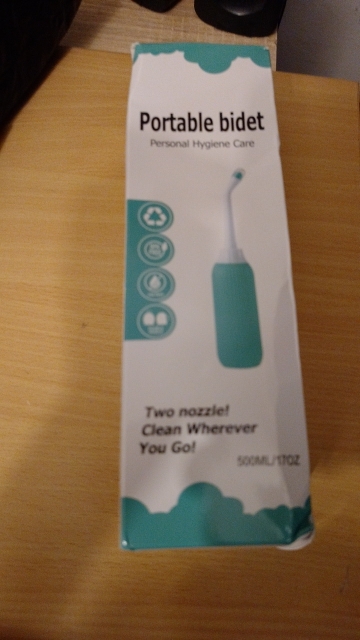 Portable bidet
Personal Hygiene Care
Two nozzle!
Clean Wherever
You Go!
500ML/17OZ